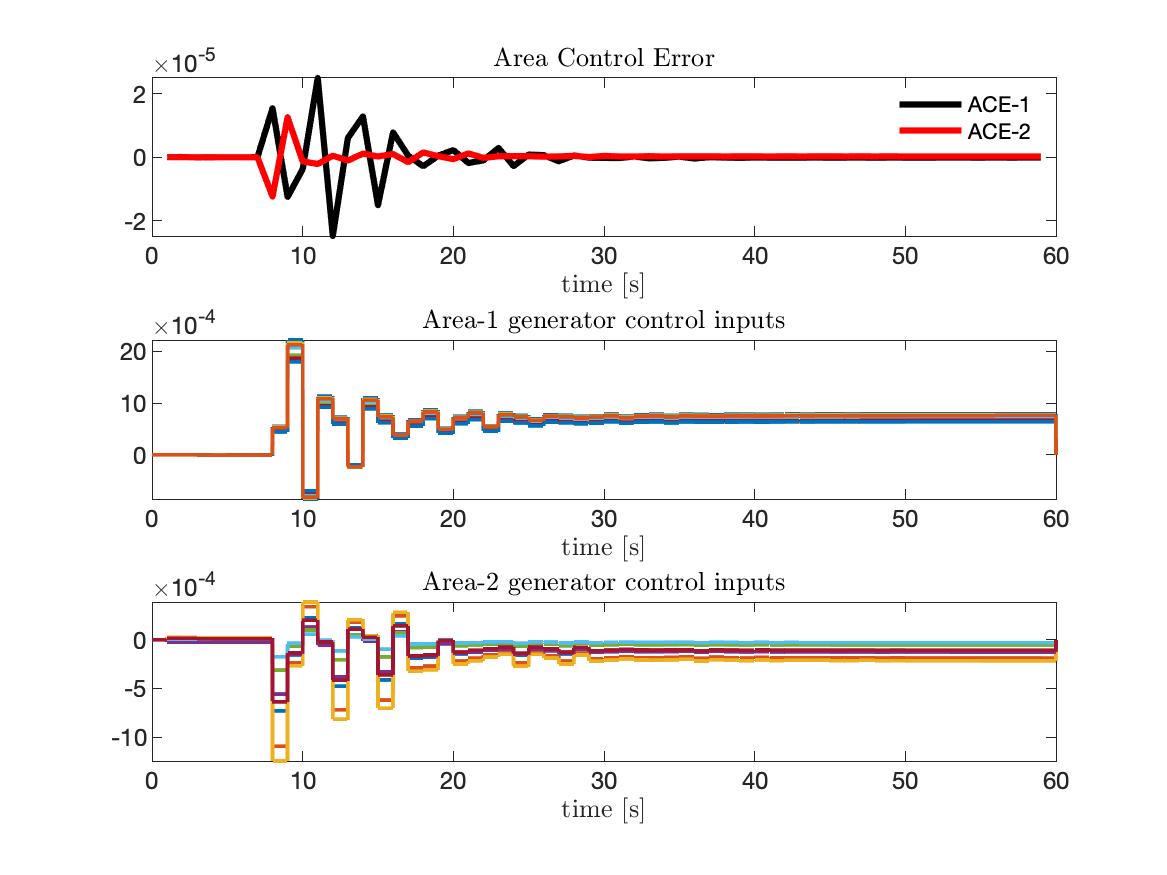 ×10⁻⁵
Area Control Error
2
0
-2
ACE-1
ACE-2
0 10 20 30 40 50 60
time [s]
×10⁻⁴
Area-1 generator control inputs
20
10
0
0 10 20 30 40 50 60
time [s]
×10⁻⁴
Area-2 generator control inputs
0
-5
-10
0 10 20 30 40 50 60
time [s]